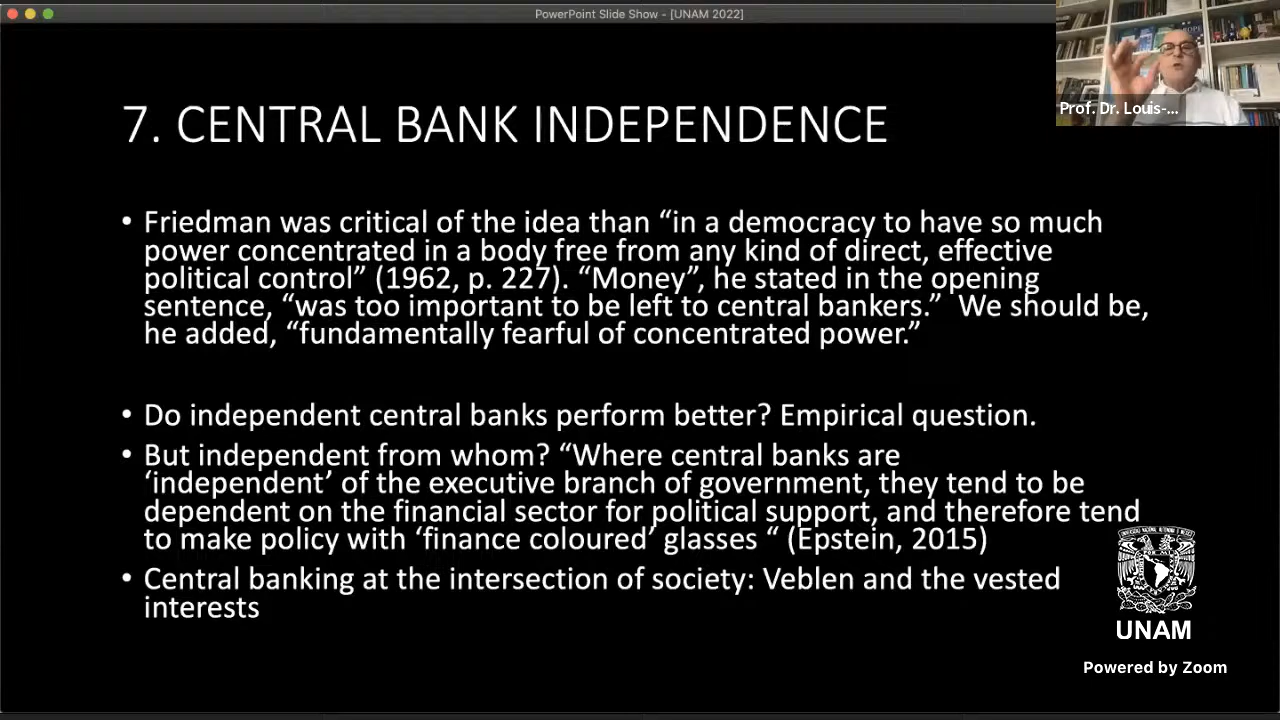 PowerPoint Slide Show - [UNAM 2022]
Prof. Dr. Louis-...
7. CENTRAL BANK INDEPENDENCE
• Friedman was critical of the idea than “in a democracy to have so much
power concentrated in a body free from any kind of direct, effective
political control” (1962, p. 227). “Money”, he stated in the opening
sentence, “was too important to be left to central bankers.”  We should be,
he added, “fundamentally fearful of concentrated power.”
• Do independent central banks perform better? Empirical question.
• But independent from whom? “Where central banks are
‘independent’ of the executive branch of government, they tend to be
dependent on the financial sector for political support, and therefore tend
to make policy with ‘finance coloured’ glasses “ (Epstein, 2015)
• Central banking at the intersection of society: Veblen and the vested
interests
UNAM
Powered by Zoom